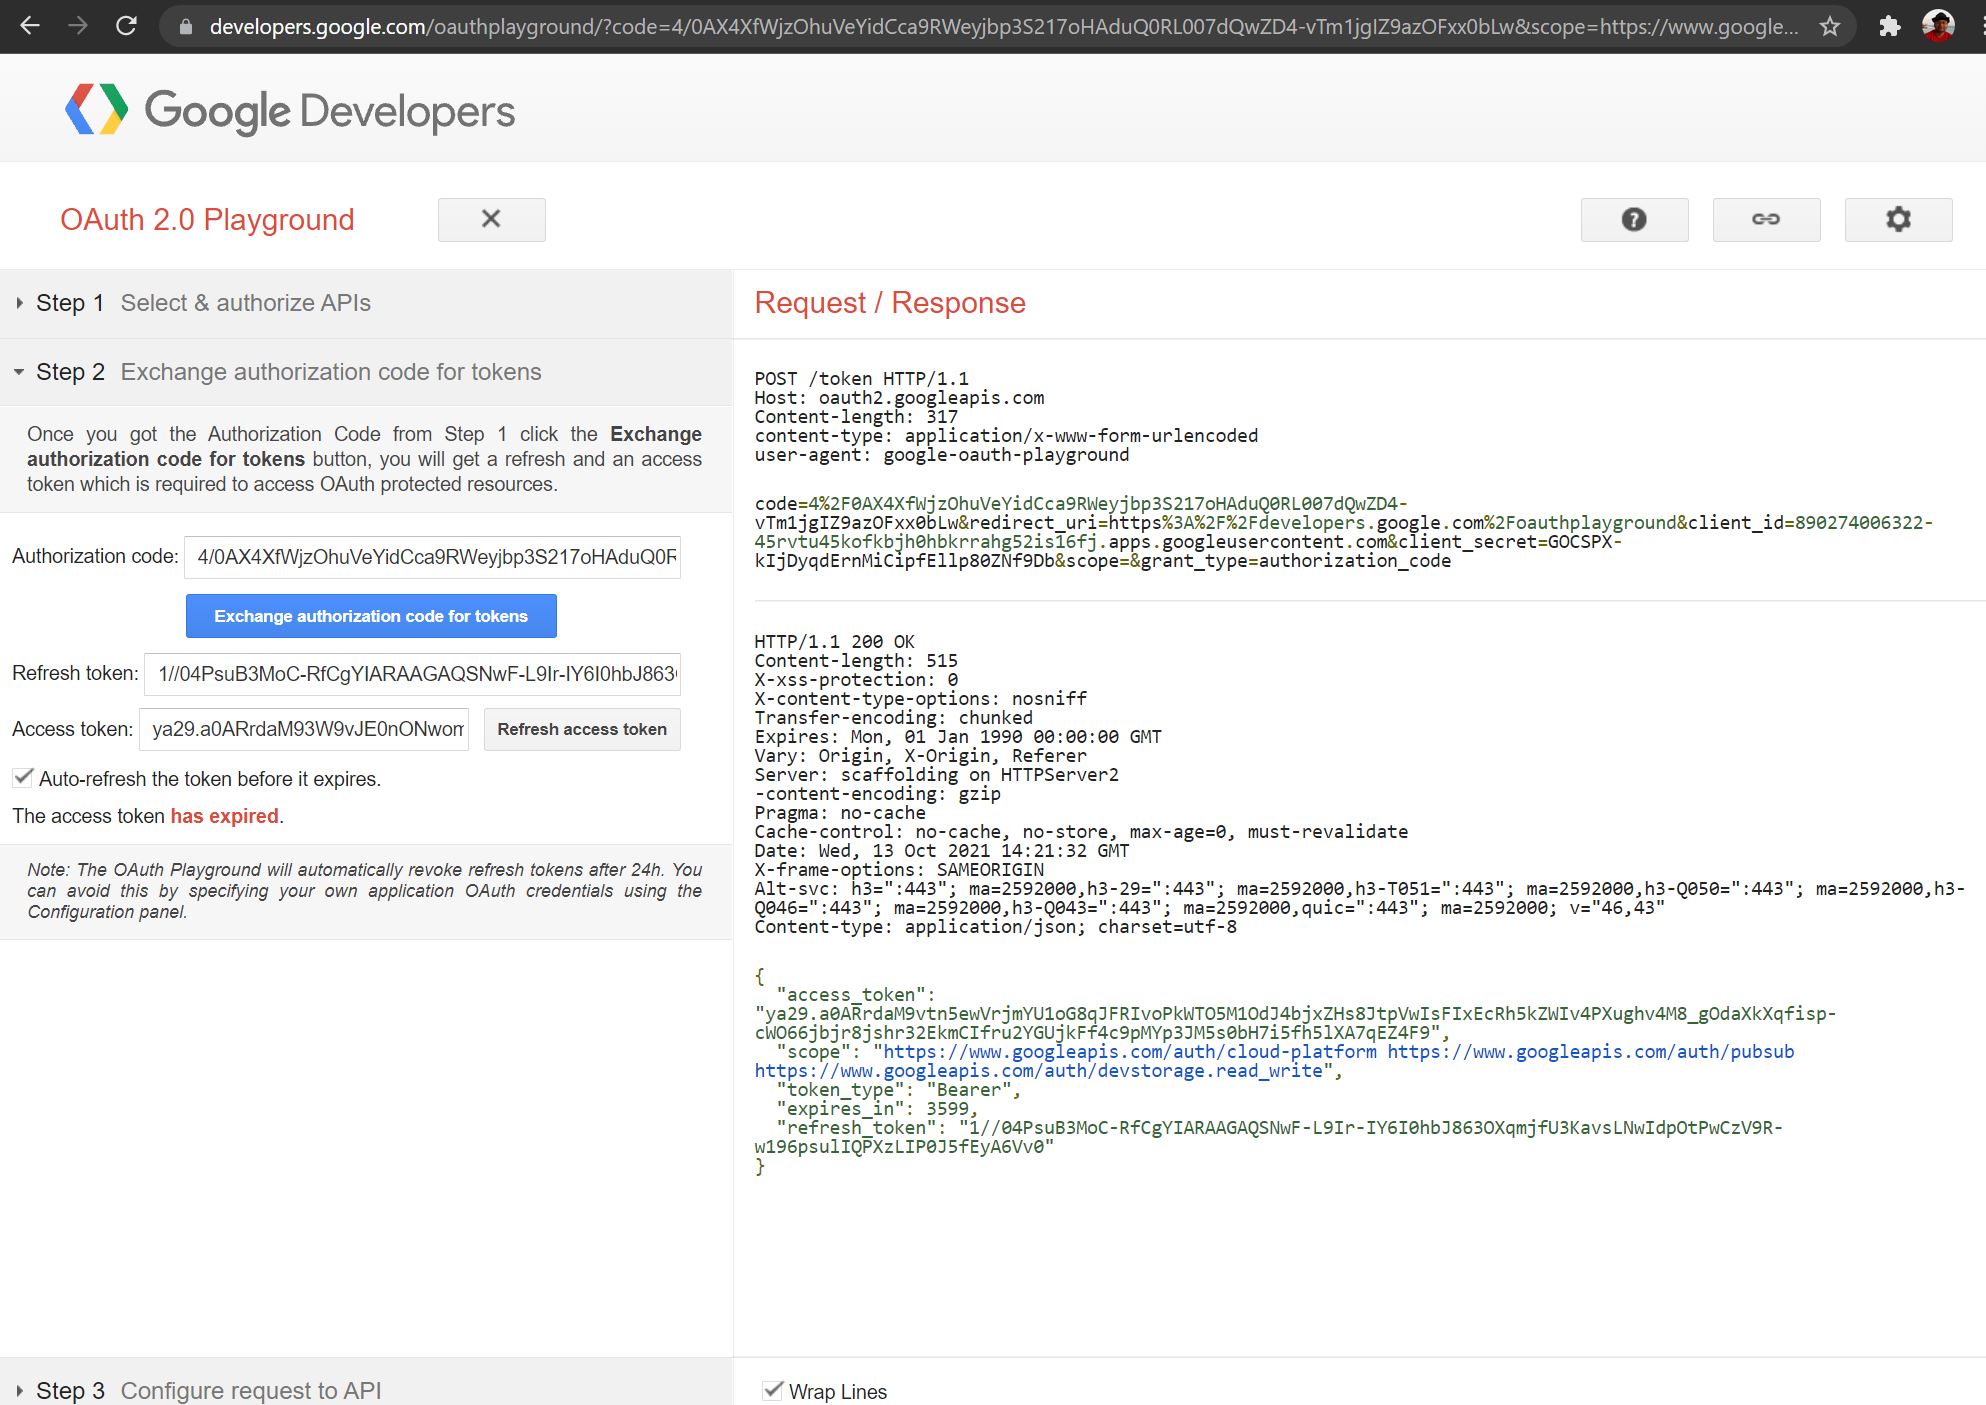 developers.google.com/oauthplayground/?code=4/0AX4XfWjzOhuVeYidCca9RWeyjbp3S217oHAduQ0RL007dQwZD4-vTm1jgIZ9azOFxx0bLw&scope=https://www.google...
Google Developers
OAuth 2.0 Playground
Step 1 Select & authorize APIs
Step 2 Exchange authorization code for tokens
Once you got the Authorization Code from Step 1 click the Exchange
authorization code for tokens button, you will get a refresh and an access
token which is required to access OAuth protected resources.
Authorization code: 4/0AX4XfWjzOhuVeYidCca9RWeyjbp3S217oHAduQ0R
Exchange authorization code for tokens
Refresh token: 1//04PsuB3MoC-RfCgYIARAAGAQSNwF-L9Ir-IY6I0hbJ863
Access token: ya29.a0ARrdaM93W9vJE0nONwom Refresh access token
Auto-refresh the token before it expires.
The access token has expired.
Note: The OAuth Playground will automatically revoke refresh tokens after 24h. You
can avoid this by specifying your own application OAuth credentials using the
Configuration panel.
Step 3 Configure request to API
Request / Response
POST /token HTTP/1.1
Host: oauth2.googleapis.com
Content-length: 317
content-type: application/x-www-form-urlencoded
user-agent: google-oauth-playground
code=4%2F0AX4XfWjzOhuVeYidCca9RWeyjbp3S217oHAduQ0RL007dQwZD4-
vTm1jgIZ9azOFxx0bLw&redirect_uri=https%3A%2F%2Fdevelopers.google.com%2Foauthplayground&client_id=890274006322-
45rvtu45kofkbjh0hbkrrahg52is16fj.apps.googleusercontent.com&client_secret=GOCSPX-
kIjDyqdErnMiCipfEllp80ZNf9Db&scope=&grant_type=authorization_code
HTTP/1.1 200 OK
Content-length: 515
X-xss-protection: 0
X-content-type-options: nosniff
Transfer-encoding: chunked
Expires: Mon, 01 Jan 1990 00:00:00 GMT
Vary: Origin, X-Origin, Referer
Server: scaffolding on HTTPServer2
-content-encoding: gzip
Pragma: no-cache
Cache-control: no-cache, no-store, max-age=0, must-revalidate
Date: Wed, 13 Oct 2021 14:21:32 GMT
X-frame-options: SAMEORIGIN
Alt-svc: h3=":443"; ma=2592000,h3-29=":443"; ma=2592000,h3-T051=":443"; ma=2592000,h3-Q050=":443"; ma=2592000,h3-
Q046=":443"; ma=2592000,h3-Q043=":443"; ma=2592000,quic=":443"; ma=2592000; v="46,43"
Content-type: application/json; charset=utf-8
{
"access_token":
"ya29.a0ARrdaM9vtn5ewVrjmYU1oG8qJFRIvoPkWTO5M1OdJ4bjxZHs8JtpVwIsFIxEcRh5kZWIv4PXughv4M8_gOdaXkXqfisp-
cWO66jbjr8jshr32EkmCIfru2YGUjkFf4c9pMYp3JM5s0bH7i5fh5lXA7qEZ4F9",
"scope": "https://www.googleapis.com/auth/cloud-platform https://www.googleapis.com/auth/pubsub
https://www.googleapis.com/auth/devstorage.read_write",
"token_type": "Bearer",
"expires_in": 3599,
"refresh_token": "1//04PsuB3MoC-RfCgYIARAAGAQSNwF-L9Ir-IY6I0hbJ863OXqmjfU3KavsLNwIdpOtPwCzV9R-
w196psulIQPXzLIP0J5fEyA6Vv0"
}
Wrap Lines